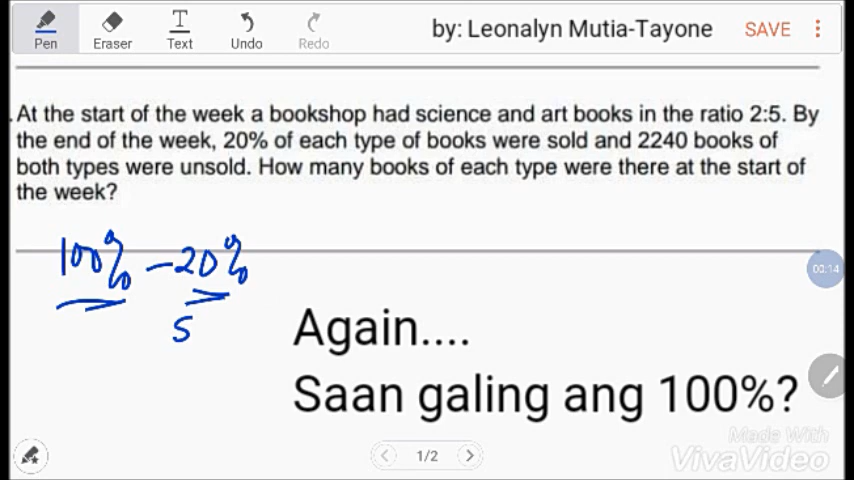 Pen
Eraser
Text
Undo
Redo
by: Leonalyn Mutia-Tayone
SAVE
.At the start of the week a bookshop had science and art books in the ratio 2:5. By
the end of the week, 20% of each type of books were sold and 2240 books of
both types were unsold. How many books of each type were there at the start of
the week?
100% - 20%
S
00:14
Again....
Saan galing ang 100%?
1/2
Made With
VivaVideo